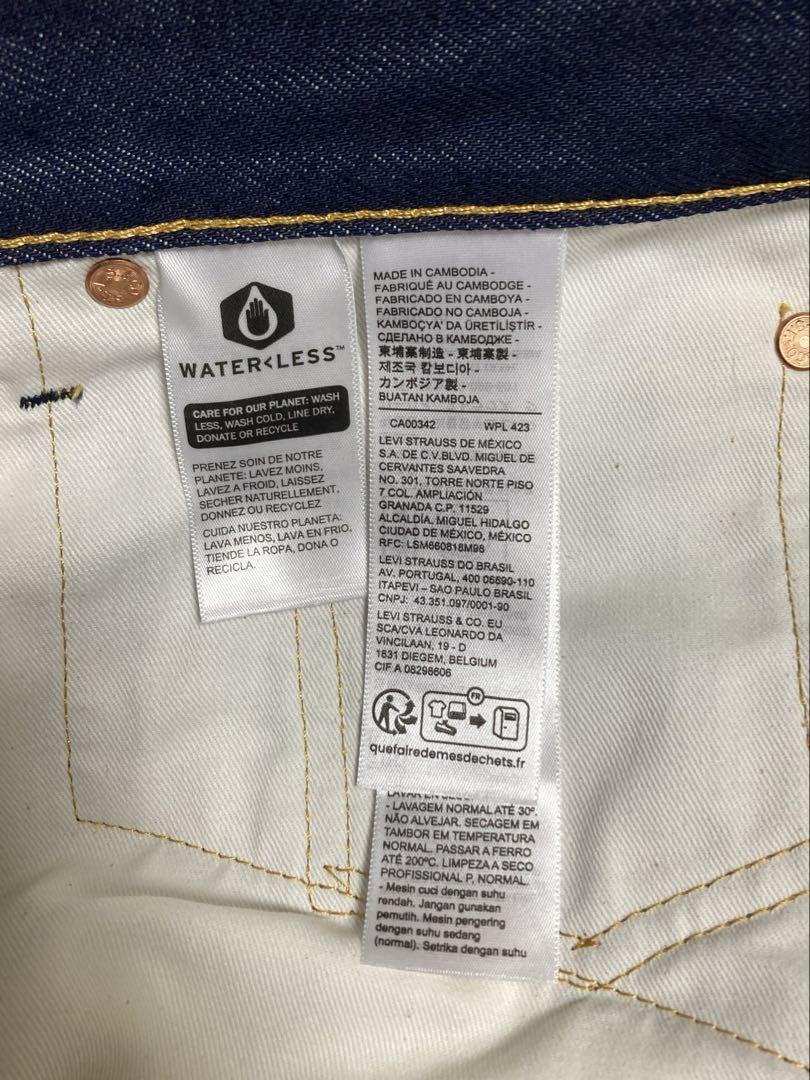 WATER<LESS™
CARE FOR OUR PLANET: WASH
LESS, WASH COLD, LINE DRY,
DONATE OR RECYCLE
PRENEZ SOIN DE NOTRE
PLANETE: LAVEZ MOINS,
LAVEZ A FROID, LAISSEZ
SECHER NATURELLEMENT,
DONNEZ OU RECYCLEZ
CUIDA NUESTRO PLANETA:
LAVA MENOS, LAVA EN FRIO,
TIENDE LA ROPA, DONA O
RECICLA.
MADE IN CAMBODIA -
FABRIQUÉ AU CAMBODGE -
FABRICADO EN CAMBOYA -
FABRICADO NO CAMBOJA -
KAMBOÇYA' DA ÜRETİLİŞTİR -
СДЕЛАНО В КАМБОДЖЕ -
柬埔寨制造 - 柬埔寨製 -
제조국 캄보디아 -
カンボジア製 -
BUATAN KAMBOJA
CA00342 WPL 423
LEVI STRAUSS DE MÉXICO
S.A. DE C.V.BLVD. MIGUEL DE
CERVANTES SAAVEDRA
NO. 301, TORRE NORTE PISO
7 COL. AMPLIACIÓN
GRANADA C.P. 11529
ALCALDÍA. MIGUEL HIDALGO
CIUDAD DE MÉXICO, MÉXICO
RFC: LSM660818M98
LEVI STRAUSS DO BRASIL
AV. PORTUGAL, 400 06690-110
ITAPEVI – SAO PAULO BRASIL
CNPJ: 43.351.097/0001-90
LEVI STRAUSS & CO. EU
SCA/CVA LEONARDO DA
VINCILAAN, 19 - D
1831 DIEGEM, BELGIUM
CIF A 08298606
FR
quefairedemesdechets.fr
- LAVAGEM NORMAL ATÉ 30º.
NÃO ALVEJAR. SECAGEM EM
TAMBOR EM TEMPERATURA
NORMAL. PASSAR A FERRO
ATÉ 200ºC. LIMPEZA A SECO
PROFISSIONAL P, NORMAL.
- Mesin cuci dengan suhu
rendah. Jangan gunakan
pemutih. Mesin pengering
dengan suhu sedang
(normal). Setrika dengan suhu